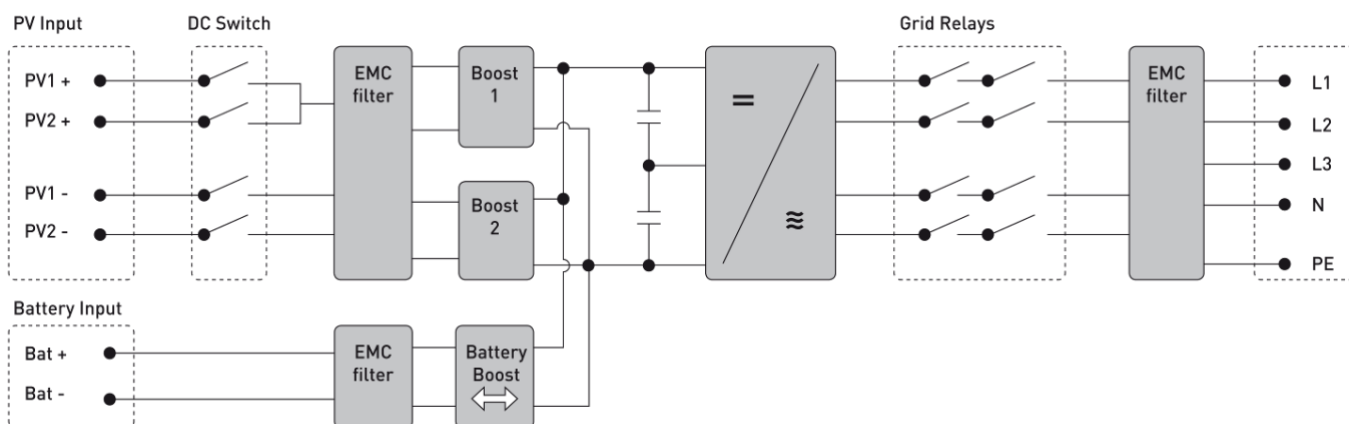 PV Input
DC Switch
Grid Relays
PV1 +
PV2 +
PV1 -
PV2 -
EMC
filter
Boost
1
Boost
2
=
≋
EMC
filter
L1
L2
L3
N
PE
Battery Input
Bat +
Bat -
EMC
filter
Battery
Boost